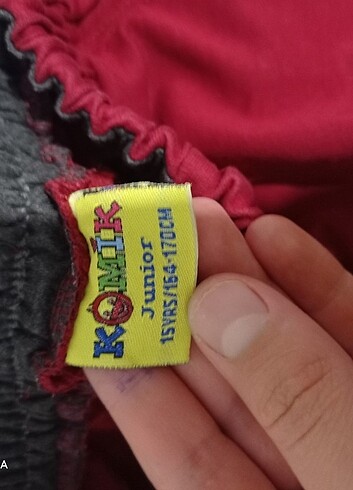 KOMİK
Junior
15YRS/164-170CM
A